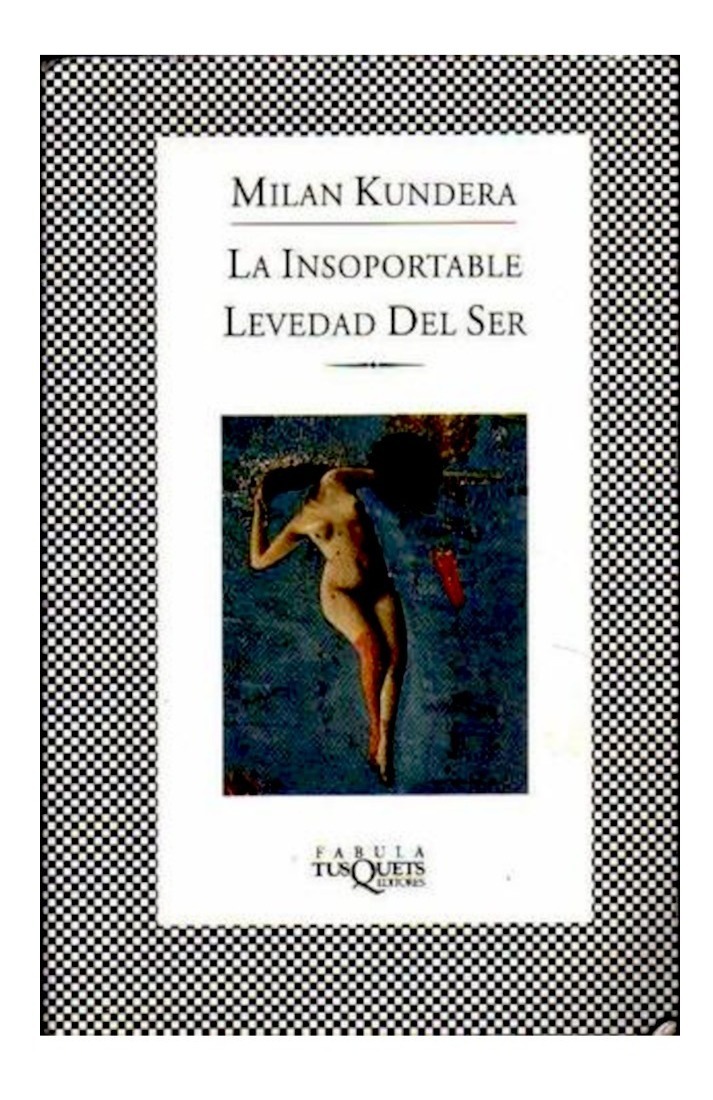 MILAN KUNDERA
LA INSOPORTABLE
LEVEDAD DEL SER
FABULA
TUSQUETS
EDITORES